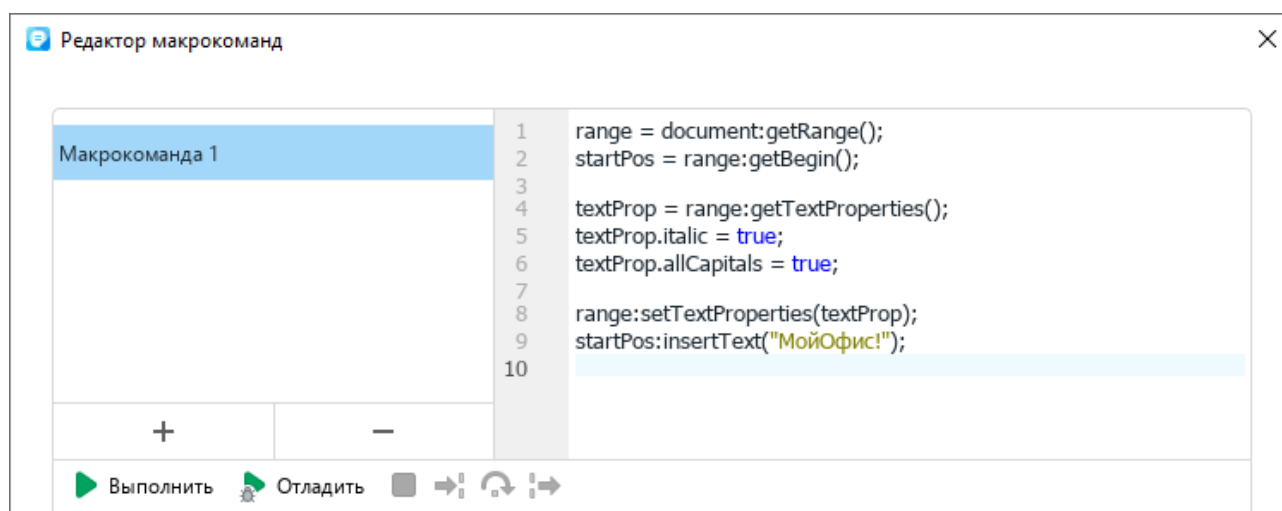 Редактор макрокоманд
Макрокоманда 1
1 range = document:getRange();
2 startPos = range:getBegin();
3
4 textProp = range:getTextProperties();
5 textProp.italic = true;
6 textProp.allCapitals = true;
7
8 range:setTextProperties(textProp);
9 startPos:insertText("МойОфис!");
10
Выполнить Отладить